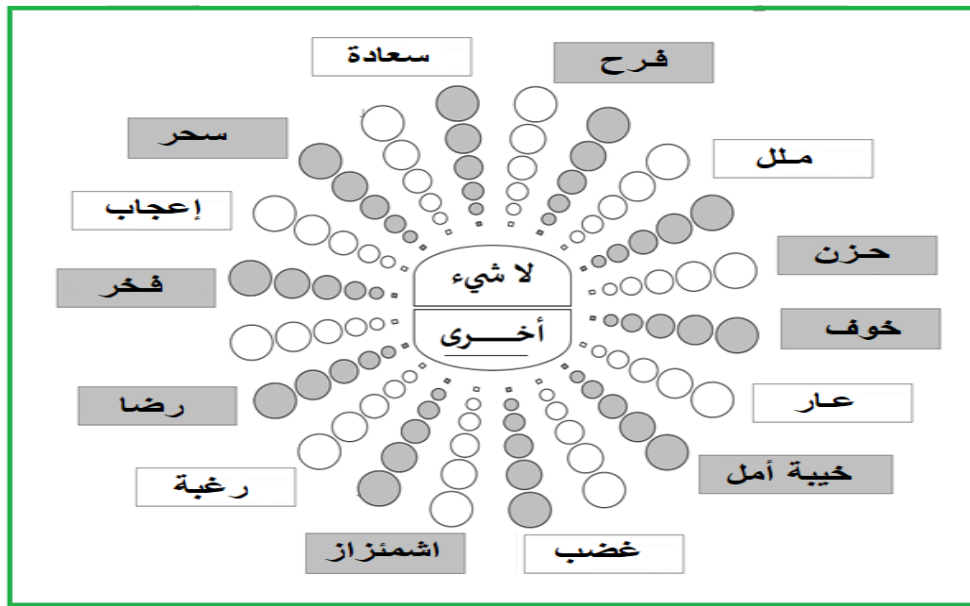 سعادة
فرح
سحر
ملل
إعجاب
حزن
فخر
لا شيء
خوف
أخرى
رضا
عار
رغبة
خيبة أمل
اشمئزاز
غضب